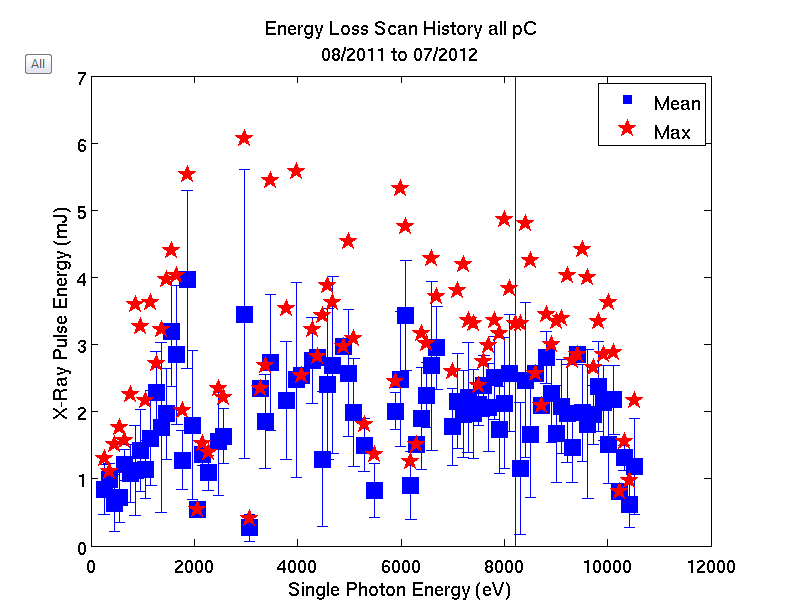 Energy Loss Scan History all pC
08/2011 to 07/2012
All
Mean
Max
X-Ray Pulse Energy (mJ)
7
6
5
4
3
2
1
0
0 2000 4000 6000 8000 10000 12000
Single Photon Energy (eV)